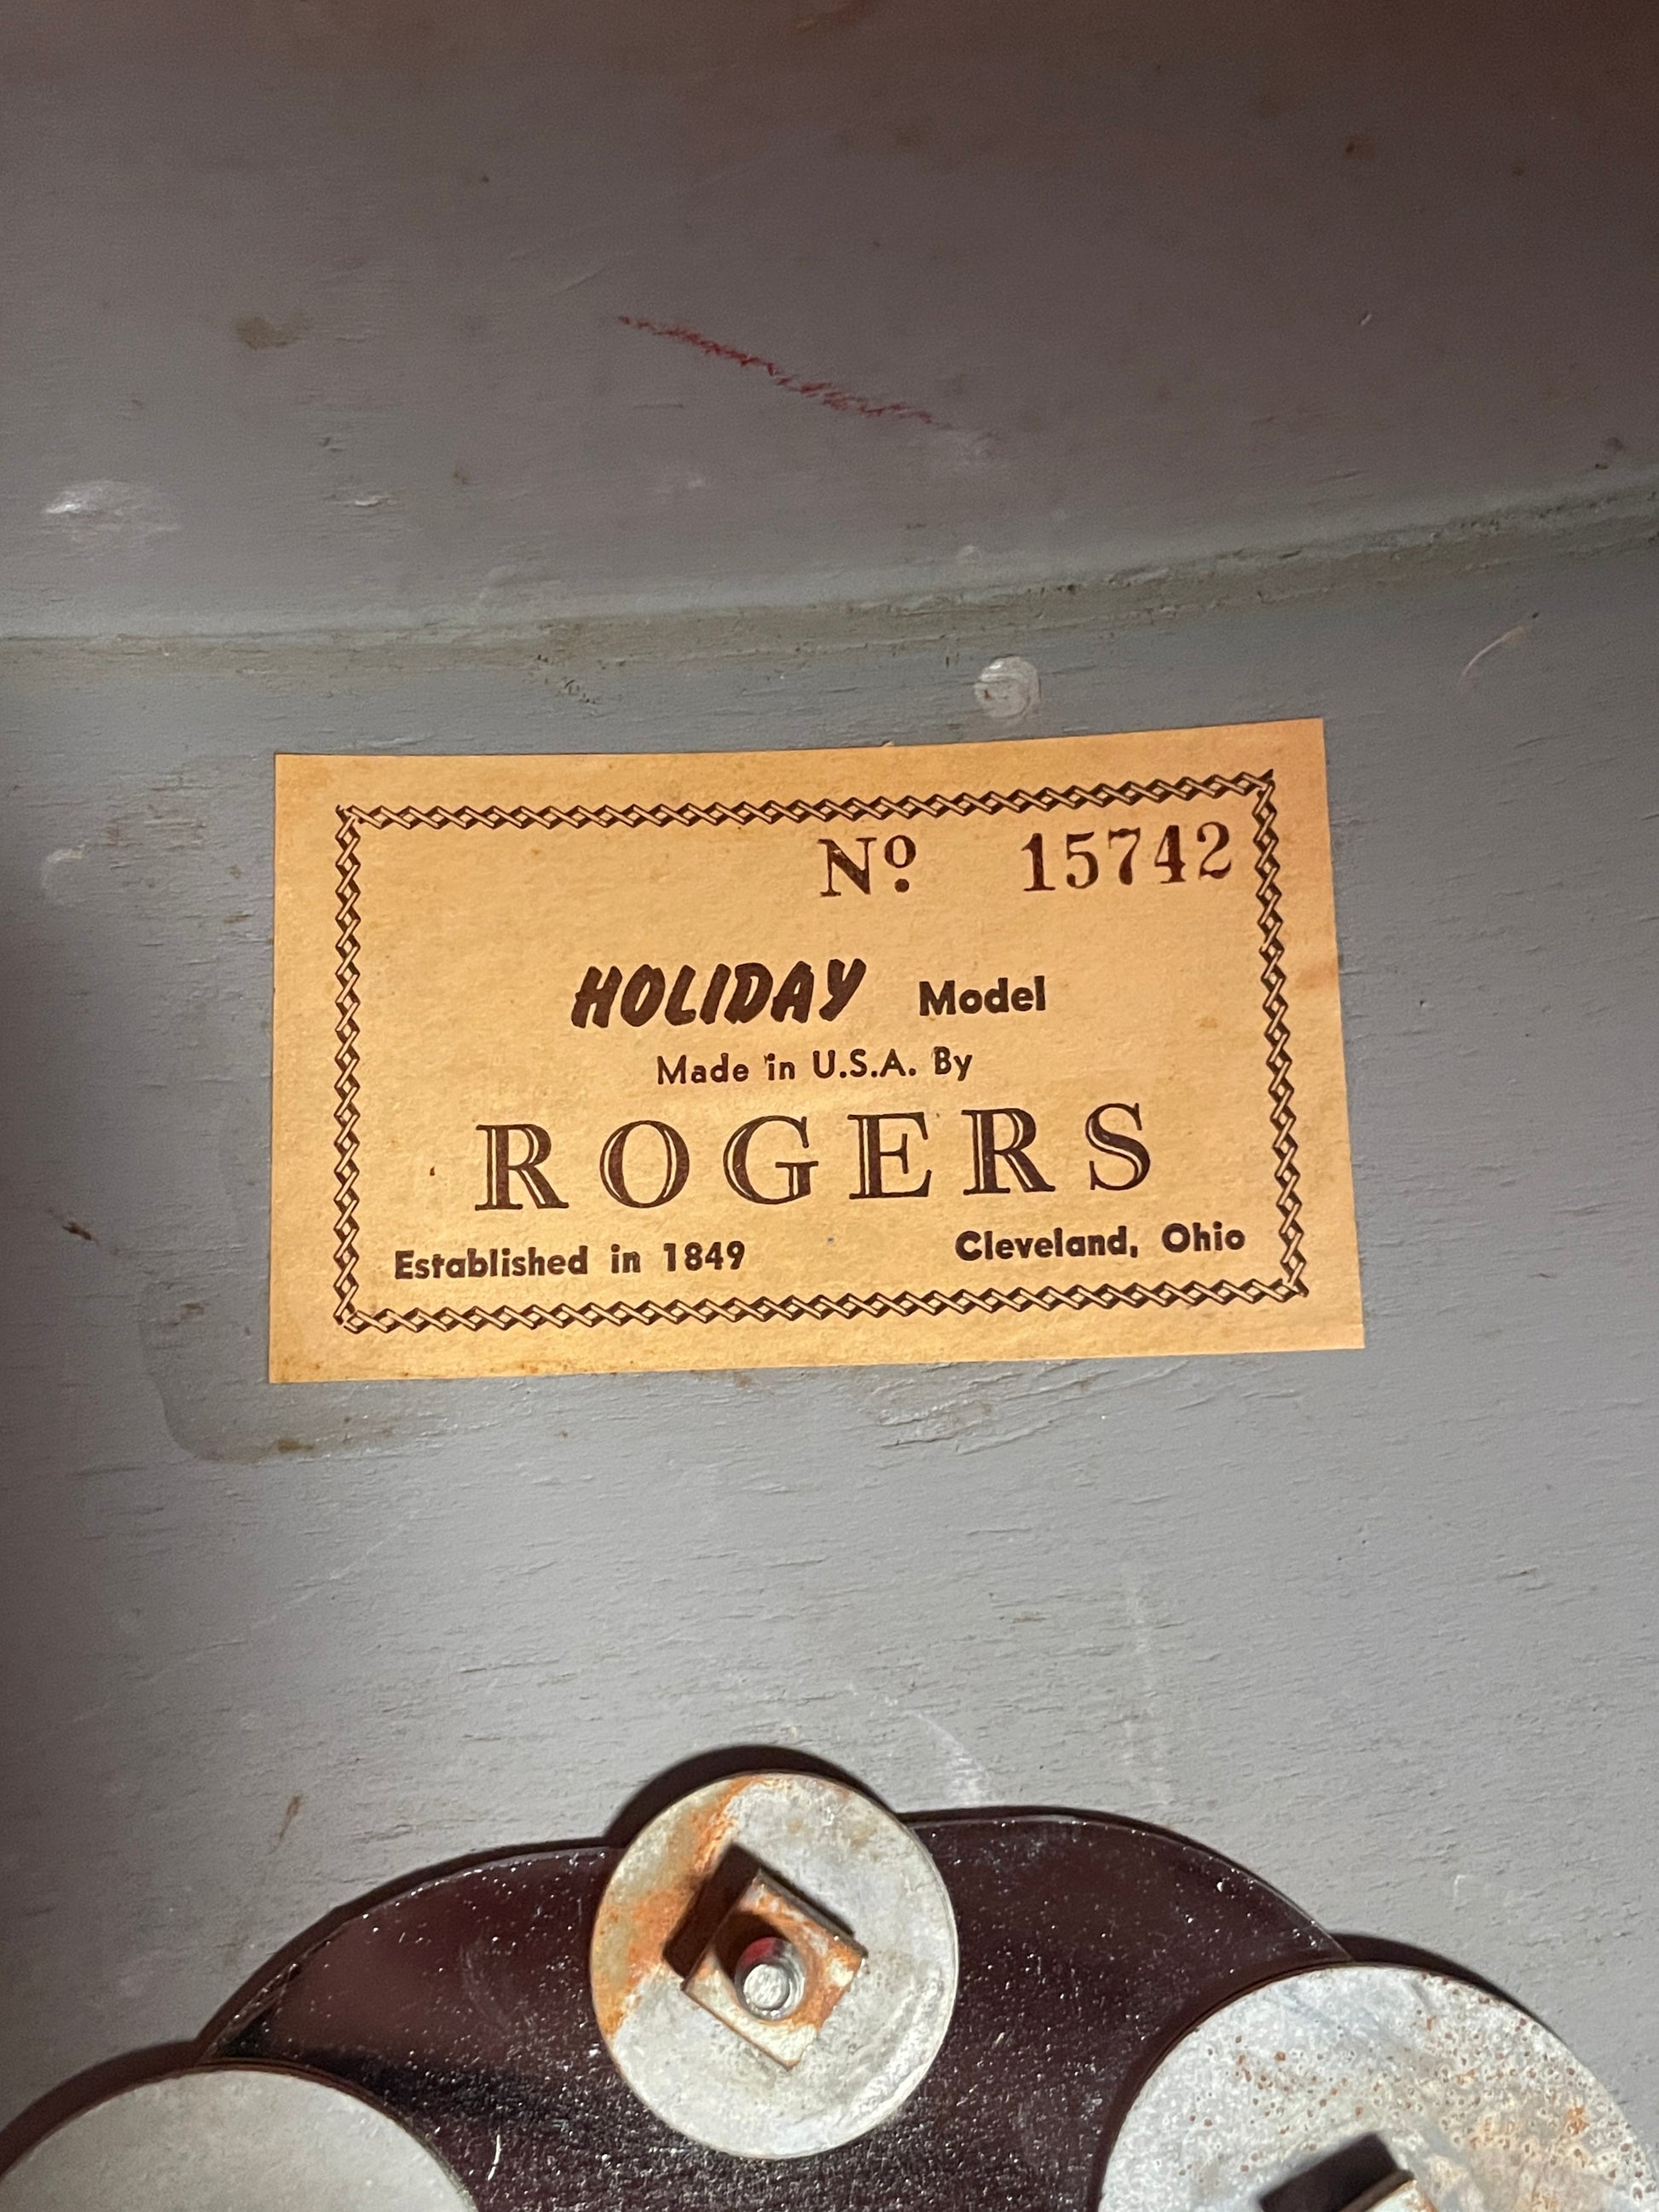 Nº 15742
HOLIDAY Model
Made in U.S.A. By
ROGERS
Established in 1849 Cleveland, Ohio